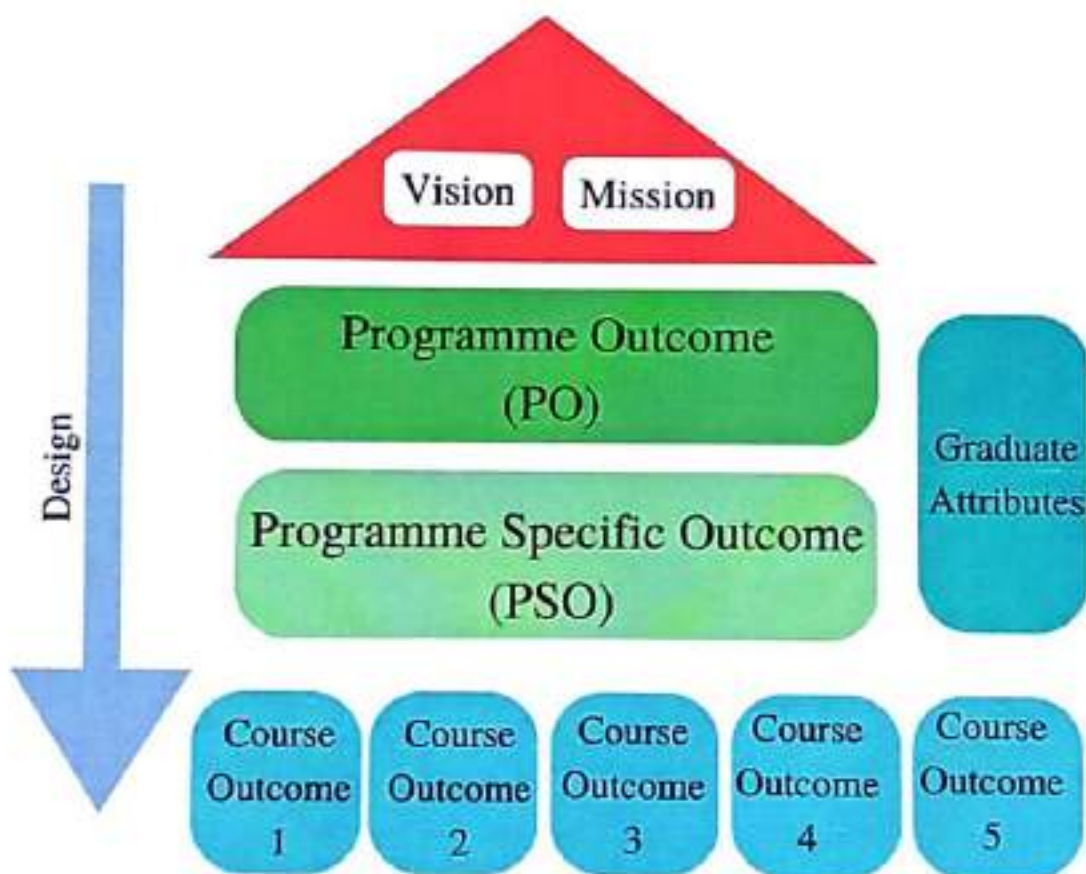 Vision
Mission
Programme Outcome
(PO)
Graduate
Attributes
Programme Specific Outcome
(PSO)
Design
Course
Outcome
1
Course
Outcome
2
Course
Outcome
3
Course
Outcome
4
Course
Outcome
5